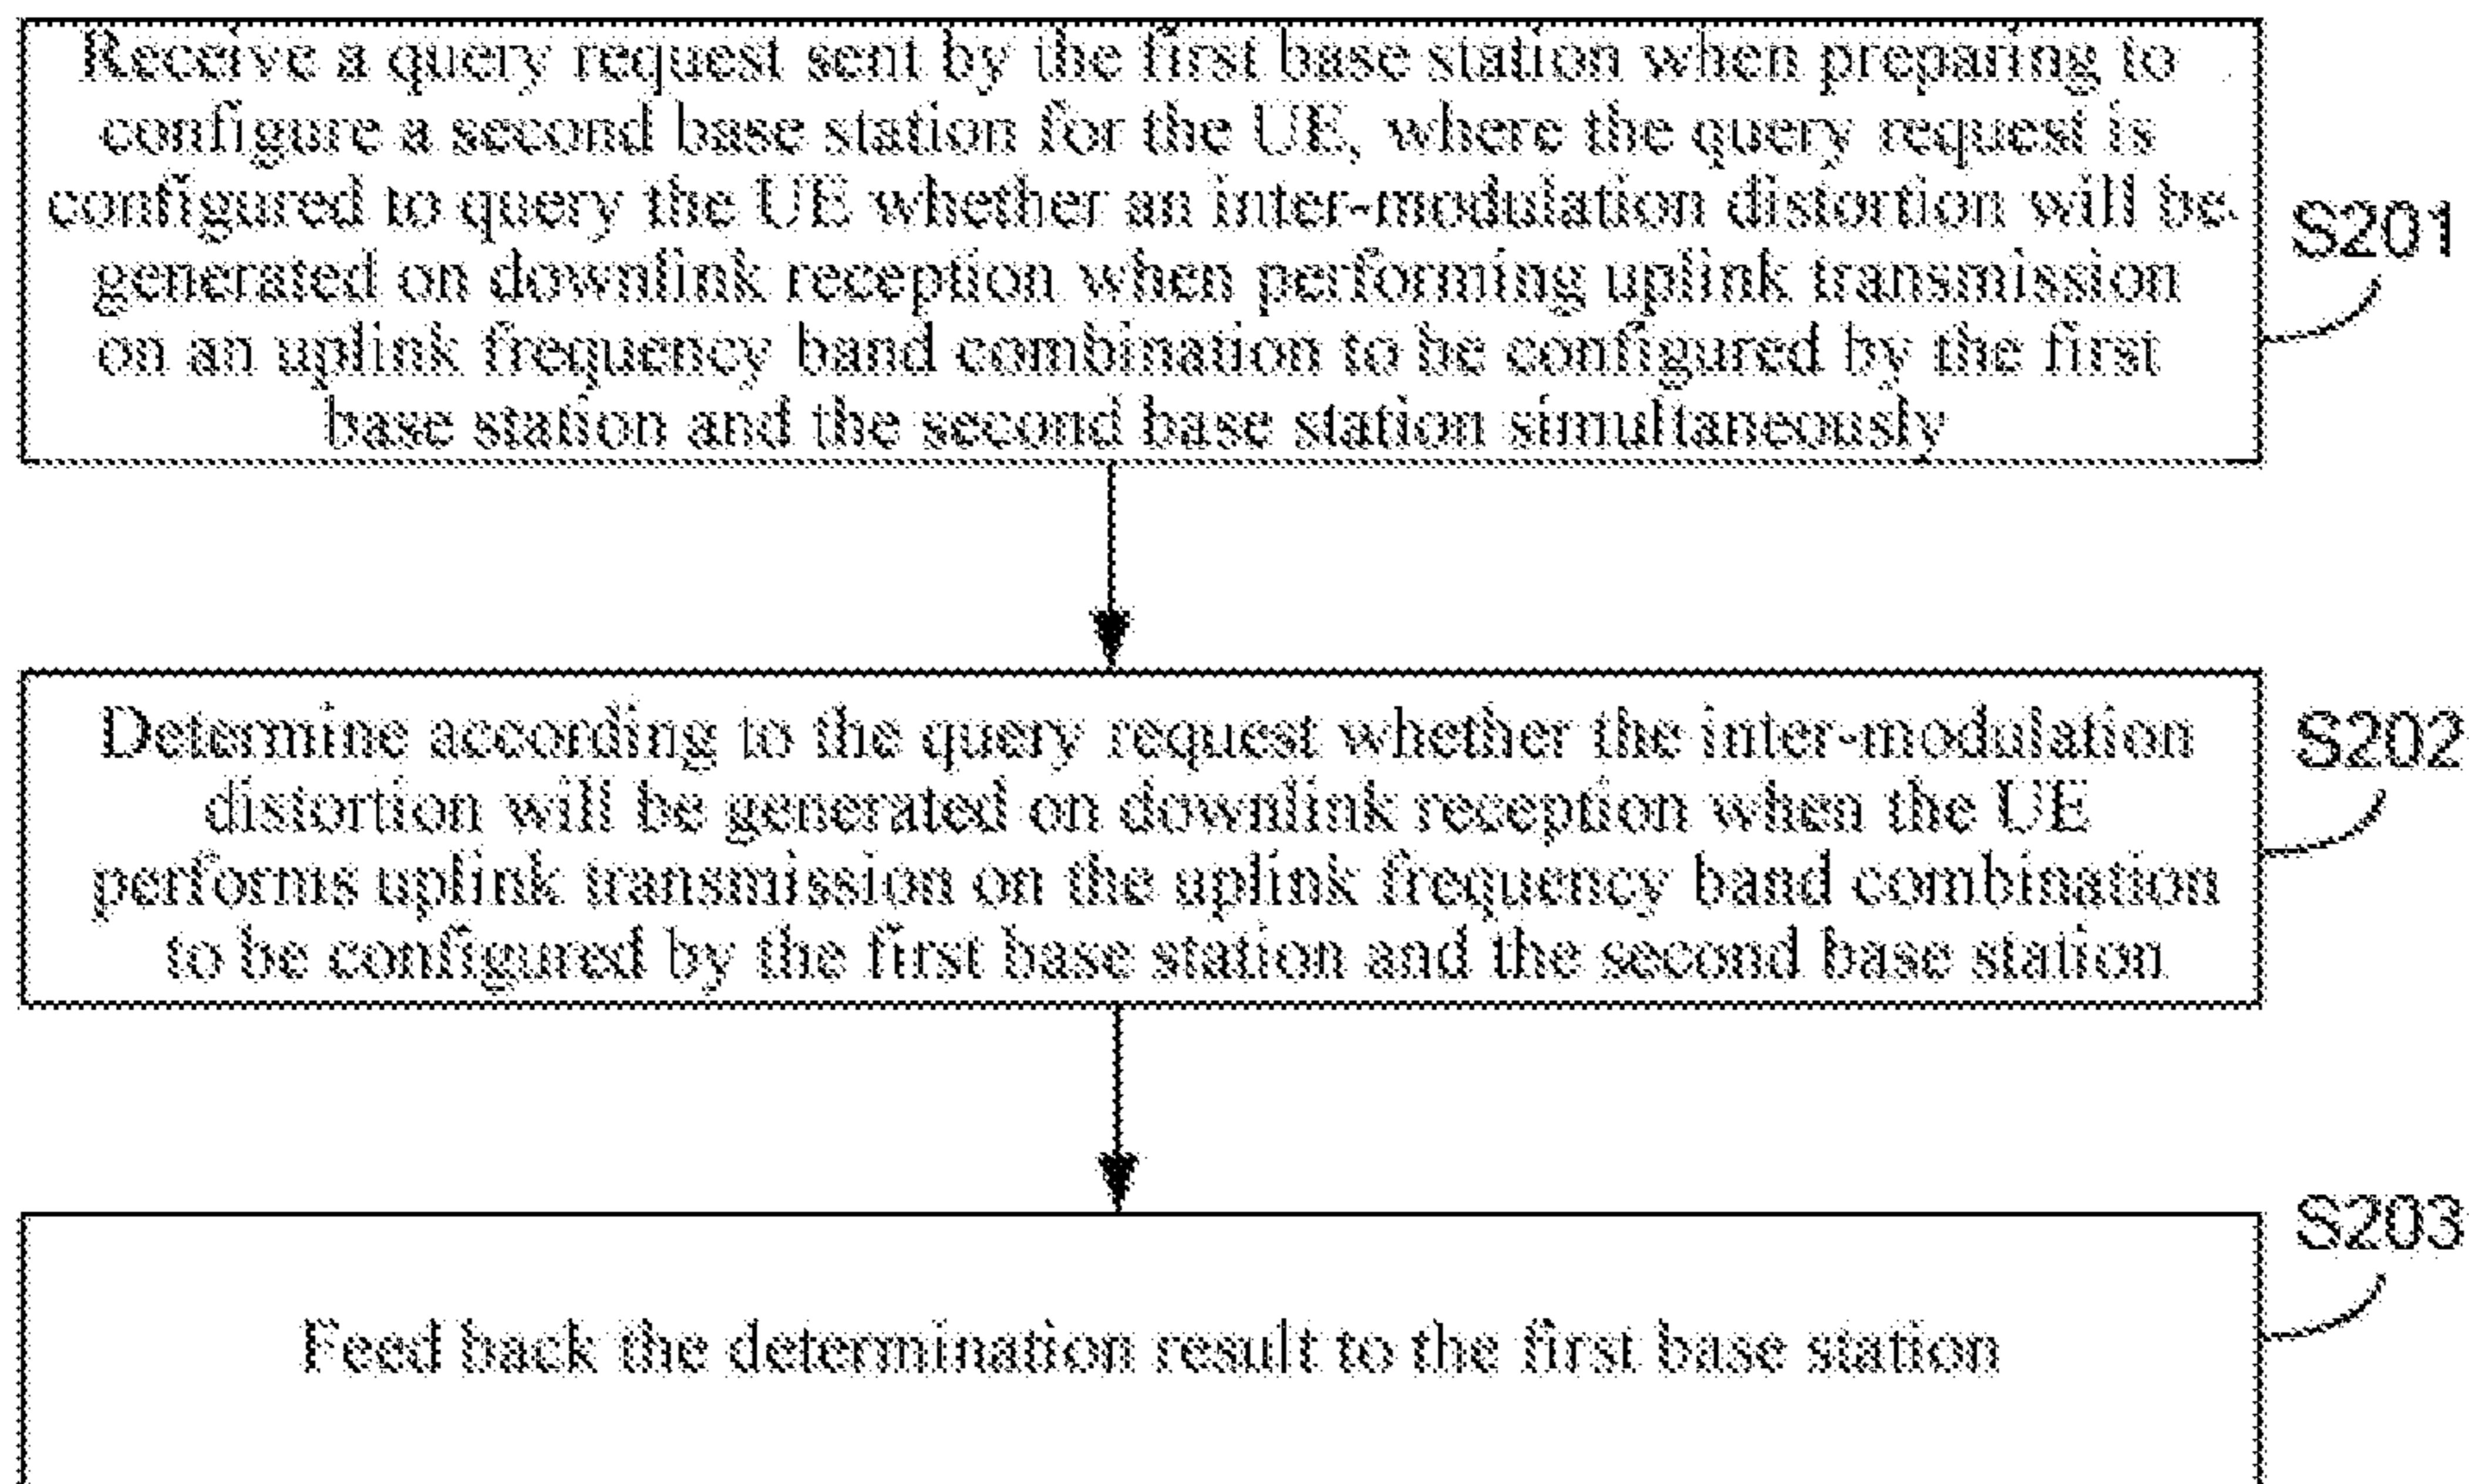 Receive a query request sent by the first base station when preparing to
configure a second base station for the UE, where the query request is
configured to query the UE whether an inter-modulation distortion will be
generated on downlink reception when performing uplink transmission
on an uplink frequency band combination to be configured by the first
base station and the second base station simultaneously
S201
Determine according to the query request whether the inter-modulation
distortion will be generated on downlink reception when the UE
performs uplink transmission on the uplink frequency band combination
to be configured by the first base station and the second base station
S202
Feed back the determination result to the first base station
S203